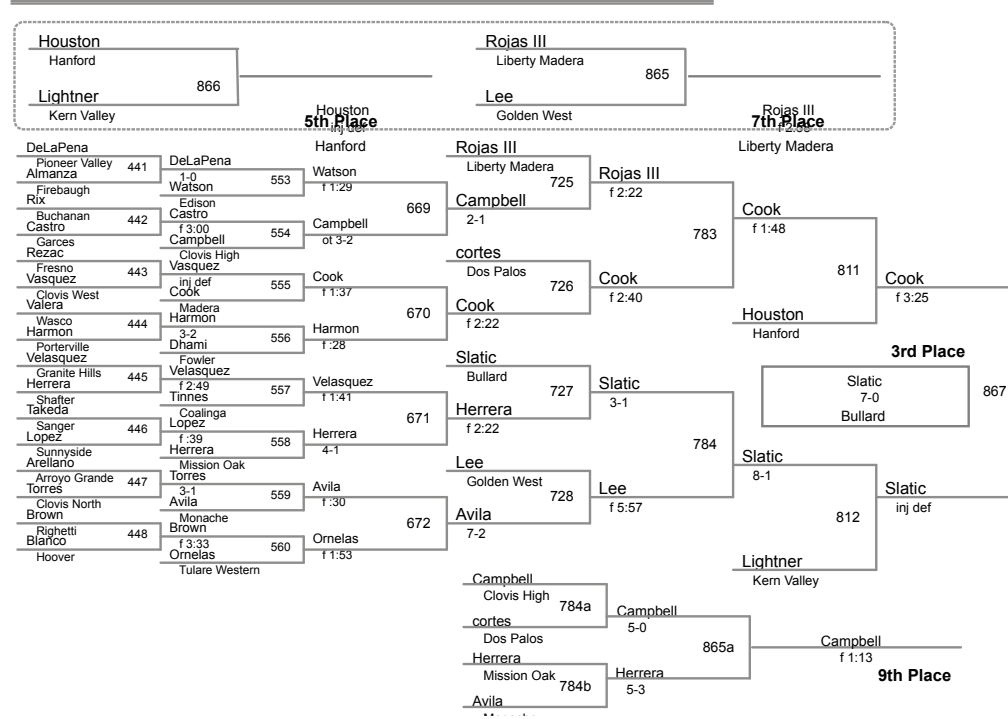 Houston
Hanford
866
Lightner
Kern Valley
Houston
inj def
5th Place
Hanford
Rojas III
Liberty Madera
865
Lee
Golden West
Rojas III
7th Place
Liberty Madera
DeLaPena
Pioneer Valley
441
Almanza
Firebaugh
Rix
Buchanan
442
Castro
Garces
Rezac
Fresno
443
Vasquez
Clovis West
Valera
Wasco
444
Harmon
Porterville
Velasquez
Granite Hills
445
Herrera
Shafter
Takeda
Sanger
446
Lopez
Sunnyside
Arellano
Arroyo Grande
447
Torres
Clovis North
Brown
Righetti
448
Blanco
Hoover
DeLaPena
1-0
553
Watson
Edison
Castro
f 3:00
554
Campbell
Clovis High
Vasquez
inj def
555
Cook
Madera
Harmon
3-2
556
Dhami
Fowler
Velasquez
f 2:49
557
Tinnes
Coalinga
Lopez
f :39
558
Herrera
Mission Oak
Torres
3-1
559
Avila
Monache
Brown
f 3:33
560
Ornelas
Tulare Western
Watson
f 1:29
669
Campbell
ot 3-2
Cook
f 1:37
670
Harmon
f :28
Velasquez
f 1:41
671
Herrera
4-1
Avila
f :30
672
Ornelas
f 1:53
Rojas III
Liberty Madera
725
Campbell
2-1
cortes
Dos Palos
726
Cook
f 2:22
Slatic
Bullard
727
Herrera
f 2:22
Lee
Golden West
728
Avila
7-2
Rojas III
f 2:22
783
Cook
f 2:40
Slatic
3-1
784
Lee
f 5:57
Cook
f 1:48
811
Houston
Hanford
Slatic
8-1
812
Lightner
Kern Valley
Cook
f 3:25
3rd Place
Slatic
7-0
Bullard
867
Slatic
inj def
Campbell
Clovis High
784a
cortes
Dos Palos
Herrera
Mission Oak
784b
Avila
Campbell
5-0
865a
Herrera
5-3
Campbell
f 1:13
9th Place